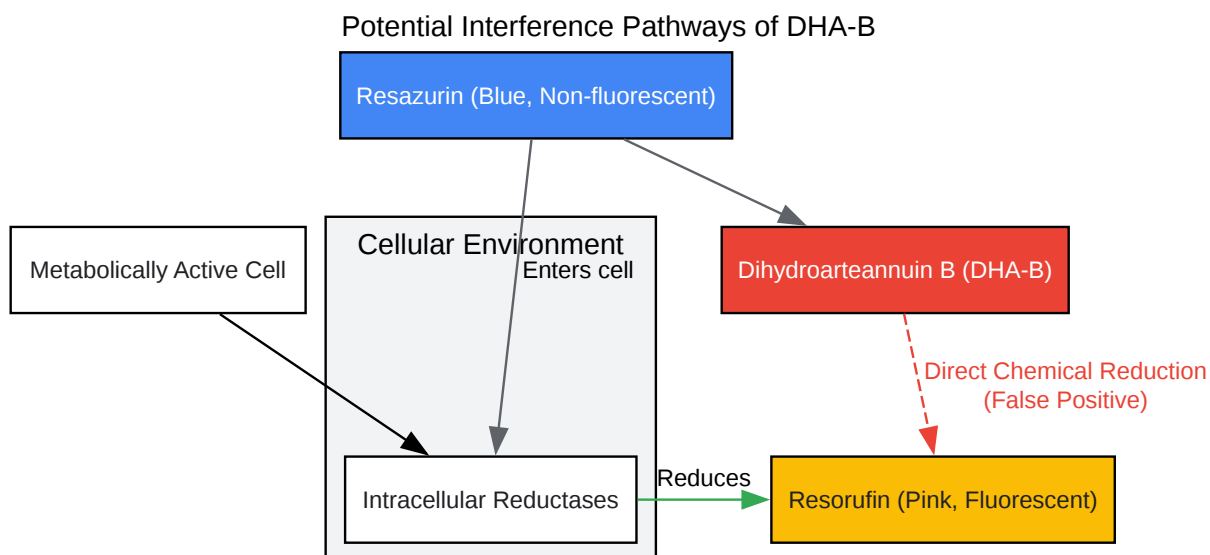 Potential Interference Pathways of DHA-B
Resazurin (Blue, Non-fluorescent)
Cellular Environment
Metabolically Active Cell
Enters cell
Dihydroarteannuin B (DHA-B)
Direct Chemical Reduction
(False Positive)
Intracellular Reductases
Reduces
Resorufin (Pink, Fluorescent)